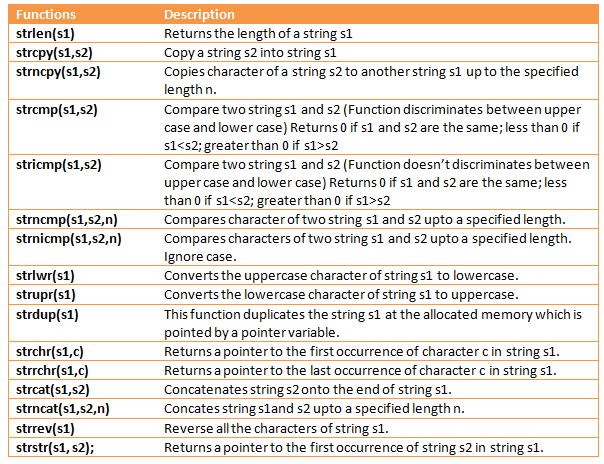 Functions Description
strlen(s1) Returns the length of a string s1
strcpy(s1,s2) Copy a string s2 into string s1
strncpy(s1,s2) Copies character of a string s2 to another string s1 up to the specified
length n.
strcmp(s1,s2) Compare two string s1 and s2 (Function discriminates between upper
case and lower case) Returns 0 if s1 and s2 are the same; less than 0 if
s1<s2; greater than 0 if s1>s2
stricmp(s1,s2) Compare two string s1 and s2 (Function doesn't discriminates between
upper case and lower case) Returns 0 if s1 and s2 are the same; less
than 0 if s1<s2; greater than 0 if s1>s2
strncmp(s1,s2,n) Compares character of two string s1 and s2 upto a specified length.
strnicmp(s1,s2,n) Compares characters of two string s1 and s2 upto a specified length.
Ignore case.
strlwr(s1) Converts the uppercase character of string s1 to lowercase.
strupr(s1) Converts the lowercase character of string s1 to uppercase.
strdup(s1) This function duplicates the string s1 at the allocated memory which is
pointed by a pointer variable.
strchr(s1,c) Returns a pointer to the first occurrence of character c in string s1.
strrchr(s1,c) Returns a pointer to the last occurrence of character c in string s1.
strcat(s1,s2) Concatenates string s2 onto the end of string s1.
strncat(s1,s2,n) Concates string s1and s2 upto a specified length n.
strrev(s1) Reverse all the characters of string s1.
strstr(s1, s2); Returns a pointer to the first occurrence of string s2 in string s1.